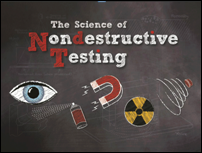 The Science of
Nondestructive
Testing